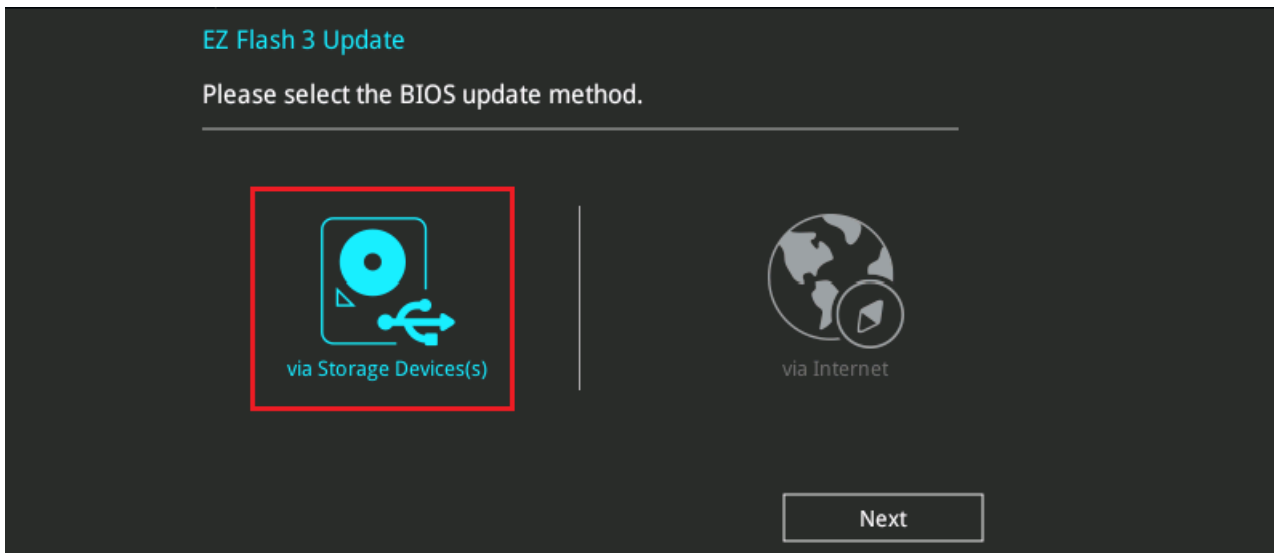 EZ Flash 3 Update
Please select the BIOS update method.
via Storage Devices(s)
via Internet
Next